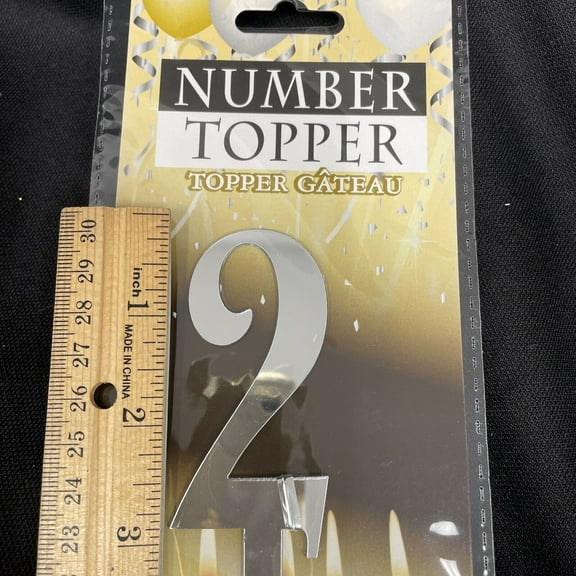 NUMBER
TOPPER
TOPPER GÂTEAU
2
inch
1
MADE IN CHINA
2
3
30
29
28
27
26
25
24
23